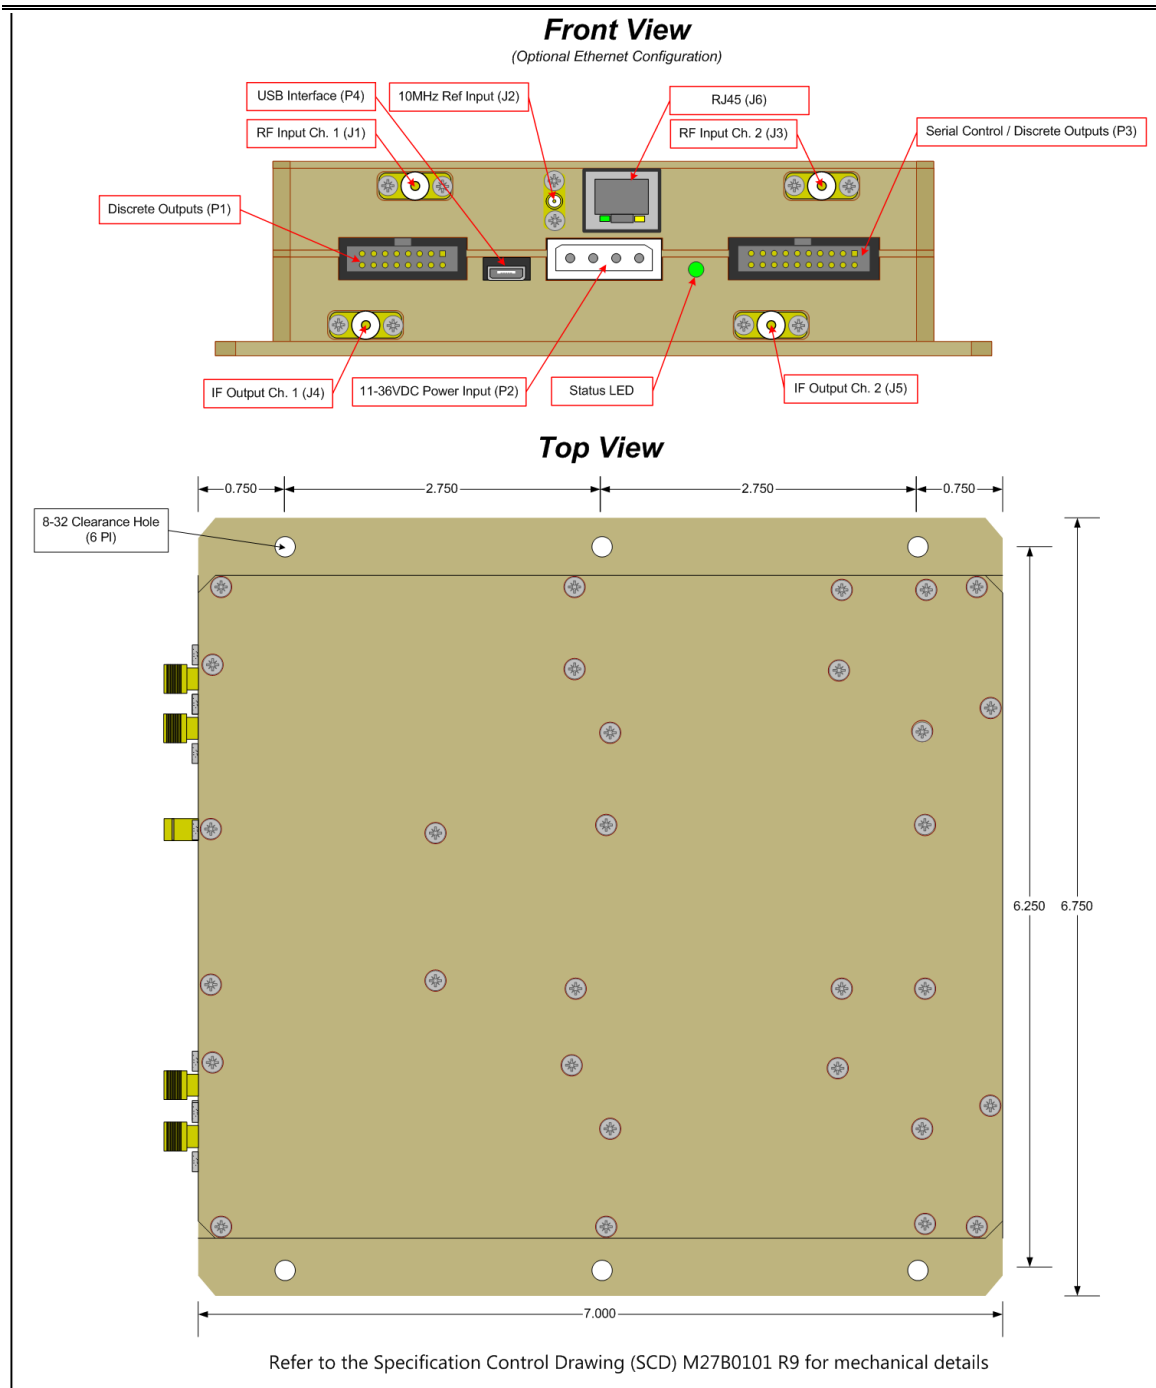 Front View
(Optional Ethernet Configuration)
USB Interface (P4)
10MHz Ref Input (J2)
RJ45 (J6)
RF Input Ch. 1 (J1)
RF Input Ch. 2 (J3)
Serial Control / Discrete Outputs (P3)
Discrete Outputs (P1)
IF Output Ch. 1 (J4)
11-36VDC Power Input (P2)
Status LED
IF Output Ch. 2 (J5)
Top View
0.750
2.750
2.750
0.750
8-32 Clearance Hole
(6 Pl)
6.250
6.750
7.000
Refer to the Specification Control Drawing (SCD) M27B0101 R9 for mechanical details